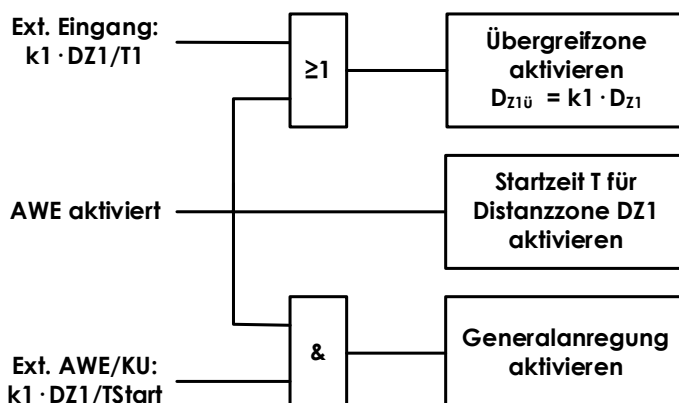 Ext. Eingang:
k1 · DZ1/T1
≥1
Übergreifzone
aktivieren
DZ1ü = k1 · DZ1
AWE aktiviert
Startzeit T für
Distanzzone DZ1
aktivieren
Ext. AWE/KU:
k1 · DZ1/TStart
&
Generalanregung
aktivieren